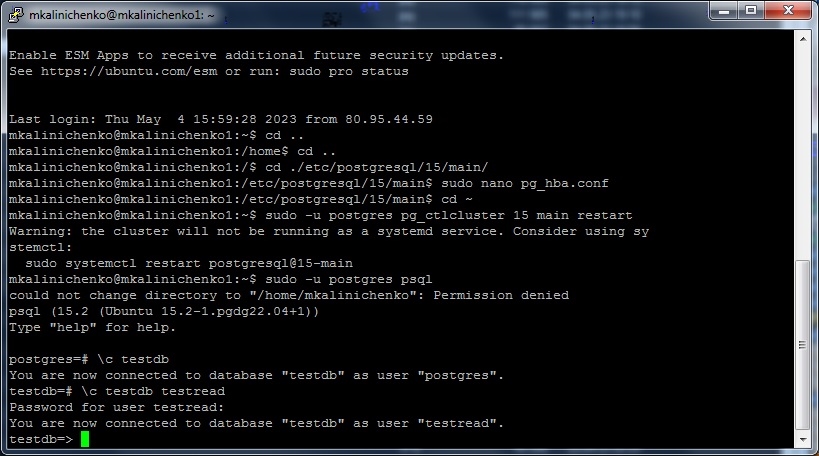 mkalinichenko@mkalinichenko1: ~
Enable ESM Apps to receive additional future security updates.
See https://ubuntu.com/esm or run: sudo pro status
Last login: Thu May  4 15:59:28 2023 from 80.95.44.59
mkalinichenko@mkalinichenko1:~$ cd ..
mkalinichenko@mkalinichenko1:/home$ cd ..
mkalinichenko@mkalinichenko1:/$ cd ./etc/postgresql/15/main/
mkalinichenko@mkalinichenko1:/etc/postgresql/15/main$ sudo nano pg_hba.conf
mkalinichenko@mkalinichenko1:/etc/postgresql/15/main$ cd ~
mkalinichenko@mkalinichenko1:~$ sudo -u postgres pg_ctlcluster 15 main restart
Warning: the cluster will not be running as a systemd service. Consider using sy
stemctl:
  sudo systemctl restart postgresql@15-main
mkalinichenko@mkalinichenko1:~$ sudo -u postgres psql
could not change directory to "/home/mkalinichenko": Permission denied
psql (15.2 (Ubuntu 15.2-1.pgdg22.04+1))
Type "help" for help.
postgres=# \c testdb
You are now connected to database "testdb" as user "postgres".
testdb=# \c testdb testread
Password for user testread:
You are now connected to database "testdb" as user "testread".
testdb=>